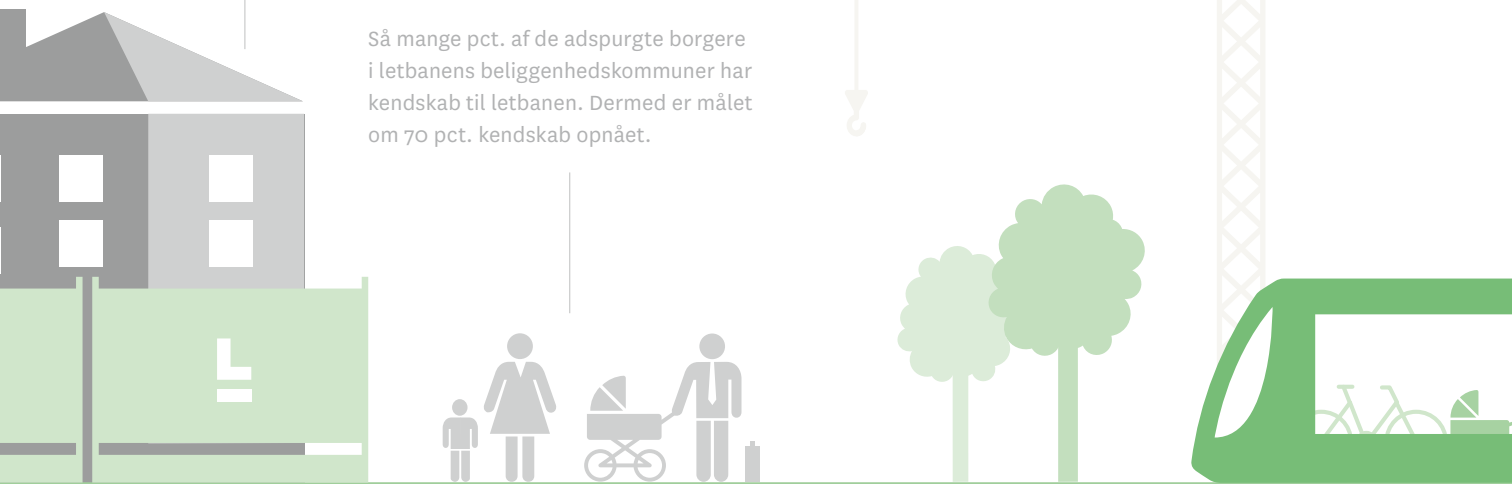 Så mange pct. af de adspurgte borgere
i letbanens beliggenhedskommuner har
kendskab til letbanen. Dermed er målet
om 70 pct. kendskab opnået.
L